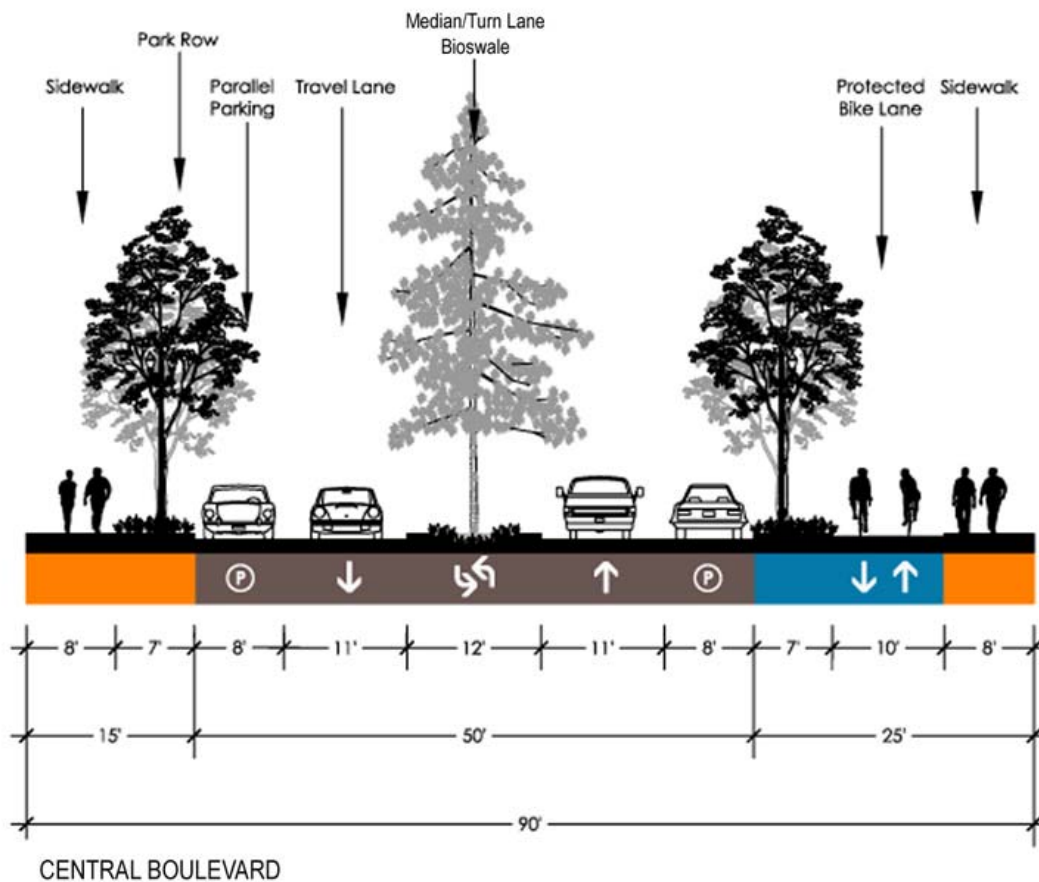 Median/Turn Lane
Bioswale
Park Row
Sidewalk
Parallel
Parking
Travel Lane
Protected
Bike Lane
Sidewalk
P
P
8' 7' 8' 11' 12' 11' 8' 7' 10' 8'
15' 50' 25'
90'
CENTRAL BOULEVARD